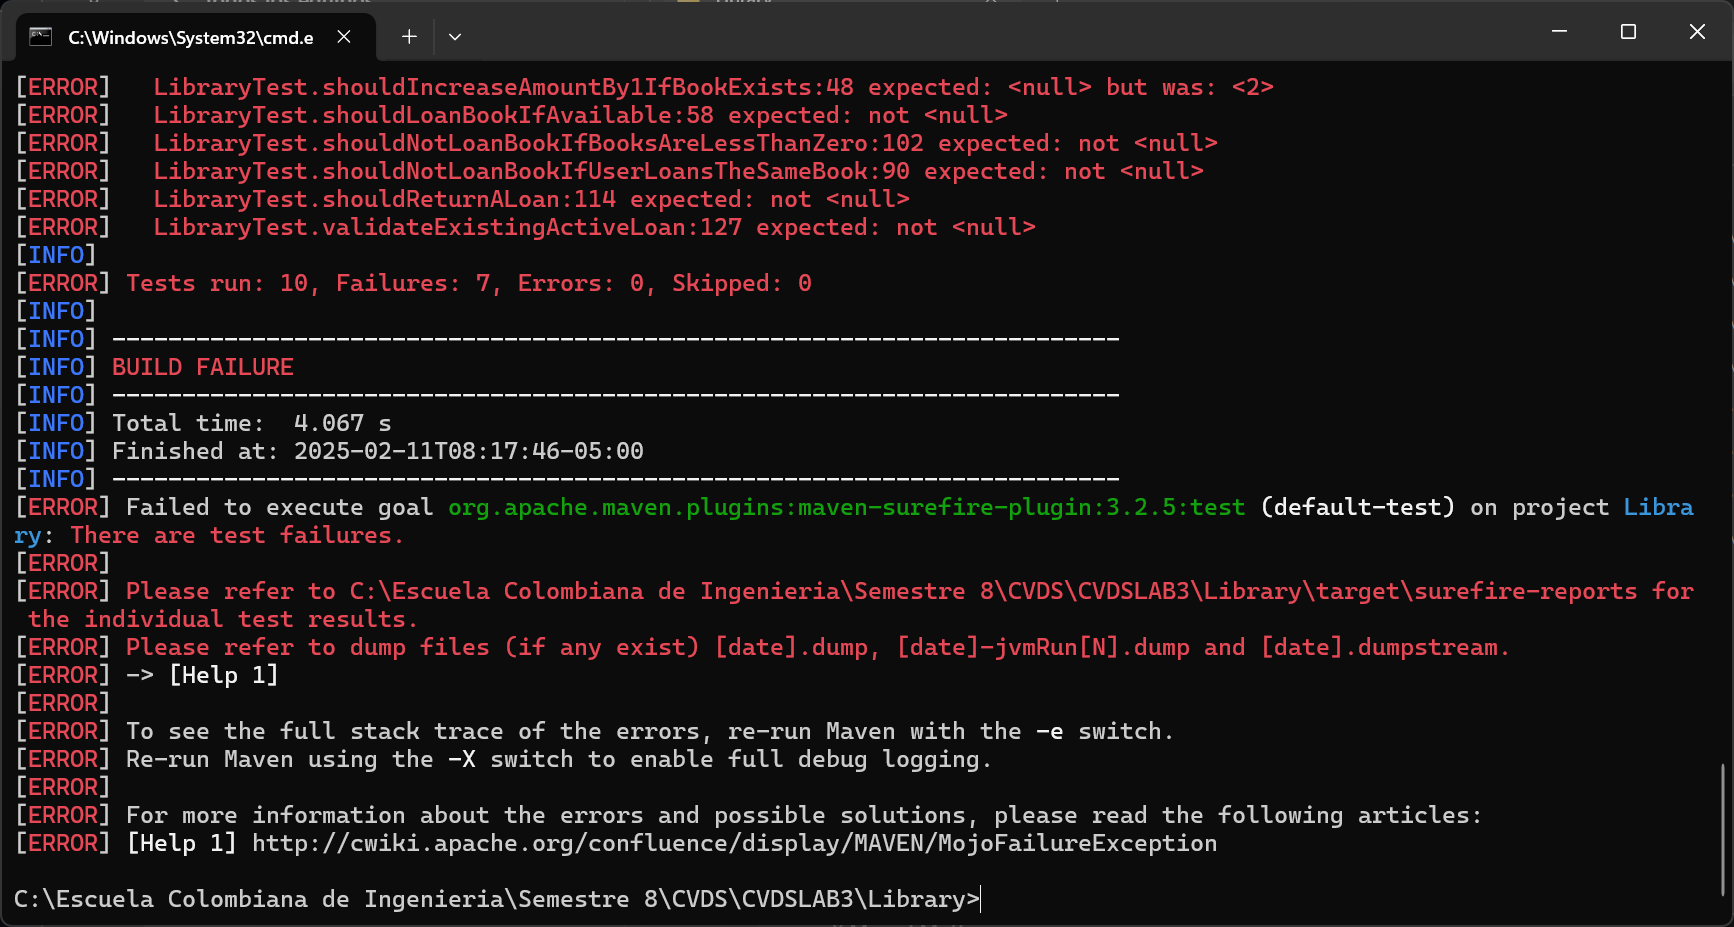 C:\Windows\System32\cmd.e
[ERROR]   LibraryTest.shouldIncreaseAmountBy1IfBookExists:48 expected: <null> but was: <2>
[ERROR]   LibraryTest.shouldLoanBookIfAvailable:58 expected: not <null>
[ERROR]   LibraryTest.shouldNotLoanBookIfBooksAreLessThanZero:102 expected: not <null>
[ERROR]   LibraryTest.shouldNotLoanBookIfUserLoansTheSameBook:90 expected: not <null>
[ERROR]   LibraryTest.shouldReturnALoan:114 expected: not <null>
[ERROR]   LibraryTest.validateExistingActiveLoan:127 expected: not <null>
[INFO]
[ERROR] Tests run: 10, Failures: 7, Errors: 0, Skipped: 0
[INFO]
[INFO] ------------------------------------------------------------------------
[INFO] BUILD FAILURE
[INFO] ------------------------------------------------------------------------
[INFO] Total time:  4.067 s
[INFO] Finished at: 2025-02-11T08:17:46-05:00
[INFO] ------------------------------------------------------------------------
[ERROR] Failed to execute goal org.apache.maven.plugins:maven-surefire-plugin:3.2.5:test (default-test) on project Libra
ry: There are test failures.
[ERROR]
[ERROR] Please refer to C:\Escuela Colombiana de Ingenieria\Semestre 8\CVDS\CVDSLAB3\Library\target\surefire-reports for
 the individual test results.
[ERROR] Please refer to dump files (if any exist) [date].dump, [date]-jvmRun[N].dump and [date].dumpstream.
[ERROR] -> [Help 1]
[ERROR]
[ERROR] To see the full stack trace of the errors, re-run Maven with the -e switch.
[ERROR] Re-run Maven using the -X switch to enable full debug logging.
[ERROR]
[ERROR] For more information about the errors and possible solutions, please read the following articles:
[ERROR] [Help 1] http://cwiki.apache.org/confluence/display/MAVEN/MojoFailureException
C:\Escuela Colombiana de Ingenieria\Semestre 8\CVDS\CVDSLAB3\Library>